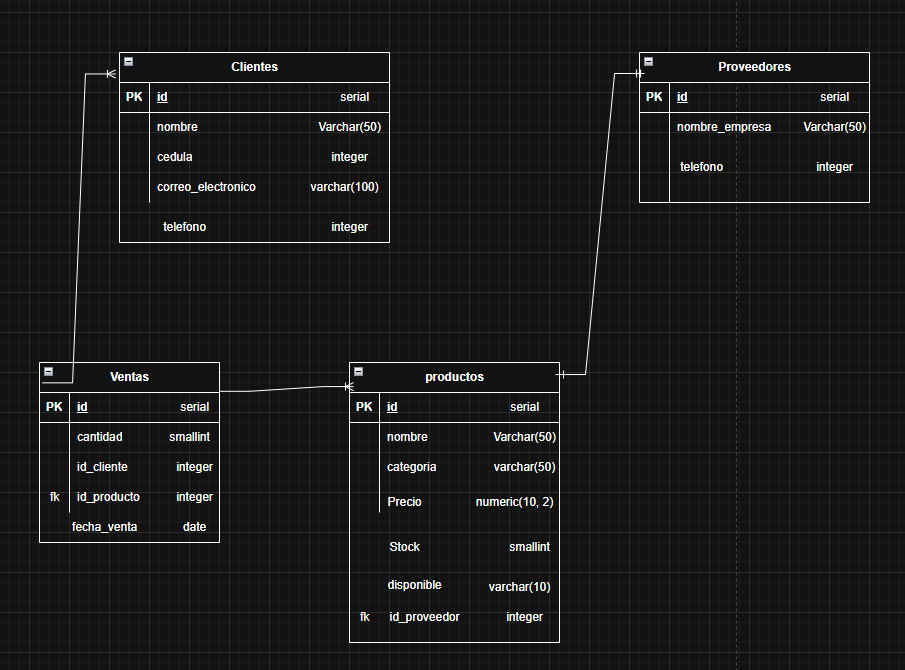 Clientes
PK id serial
nombre Varchar(50)
cedula integer
correo_electronico varchar(100)
telefono integer
Proveedores
PK id serial
nombre_empresa Varchar(50)
telefono integer
Ventas
PK id serial
cantidad smallint
id_cliente integer
fk id_producto integer
fecha_venta date
productos
PK id serial
nombre Varchar(50)
categoria varchar(50)
Precio numeric(10, 2)
Stock smallint
disponible varchar(10)
fk id_proveedor integer